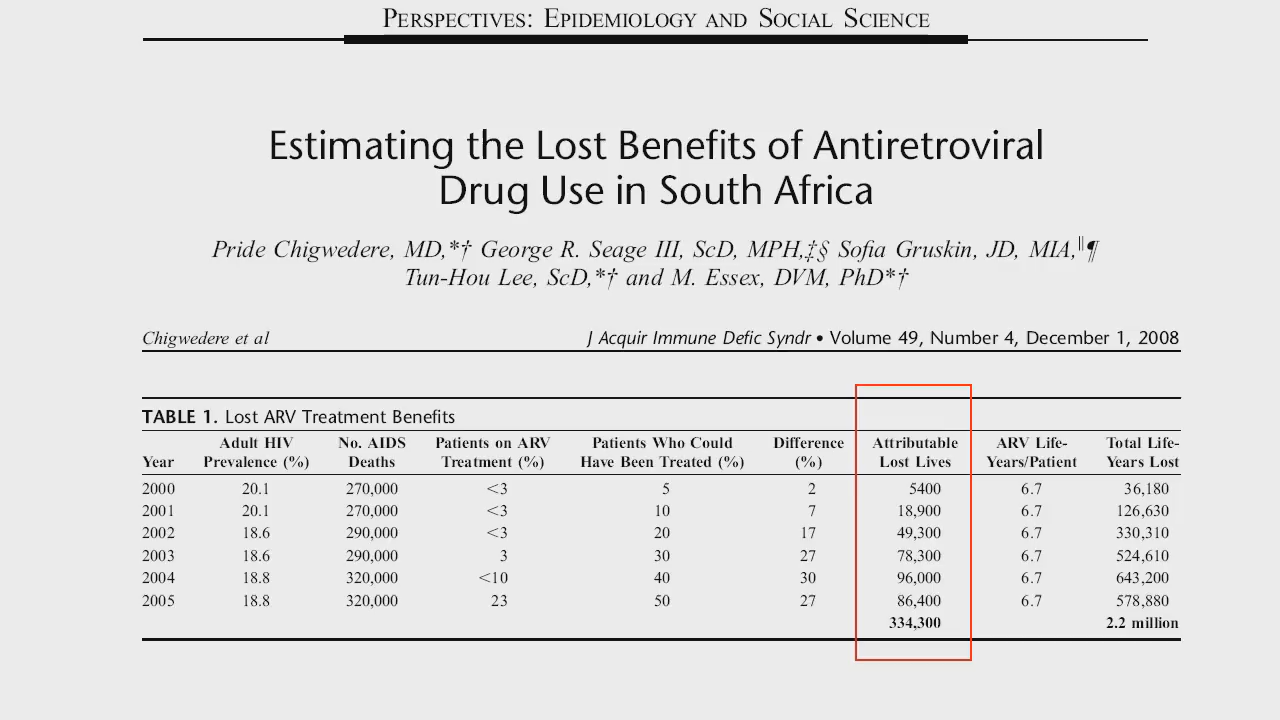 PERSPECTIVES: EPIDEMIOLOGY AND SOCIAL SCIENCE
Estimating the Lost Benefits of Antiretroviral
Drug Use in South Africa
Pride Chigwedere, MD,*† George R. Seage III, ScD, MPH,‡§ Sofia Gruskin, JD, MIA,‖¶
Tun-Hou Lee, ScD,*† and M. Essex, DVM, PhD*†
Chigwedere et al J Acquir Immune Defic Syndr • Volume 49, Number 4, December 1, 2008
TABLE 1. Lost ARV Treatment Benefits
Adult HIV No. AIDS Patients on ARV Patients Who Could Difference Attributable ARV Life- Total Life-
Year Prevalence (%) Deaths Treatment (%) Have Been Treated (%) (%) Lost Lives Years/Patient Years Lost
2000 20.1 270,000 <3 5 2 5400 6.7 36,180
2001 20.1 270,000 <3 10 7 18,900 6.7 126,630
2002 18.6 290,000 <3 20 17 49,300 6.7 330,310
2003 18.6 290,000 3 30 27 78,300 6.7 524,610
2004 18.8 320,000 <10 40 30 96,000 6.7 643,200
2005 18.8 320,000 23 50 27 86,400 6.7 578,880
334,300 2.2 million